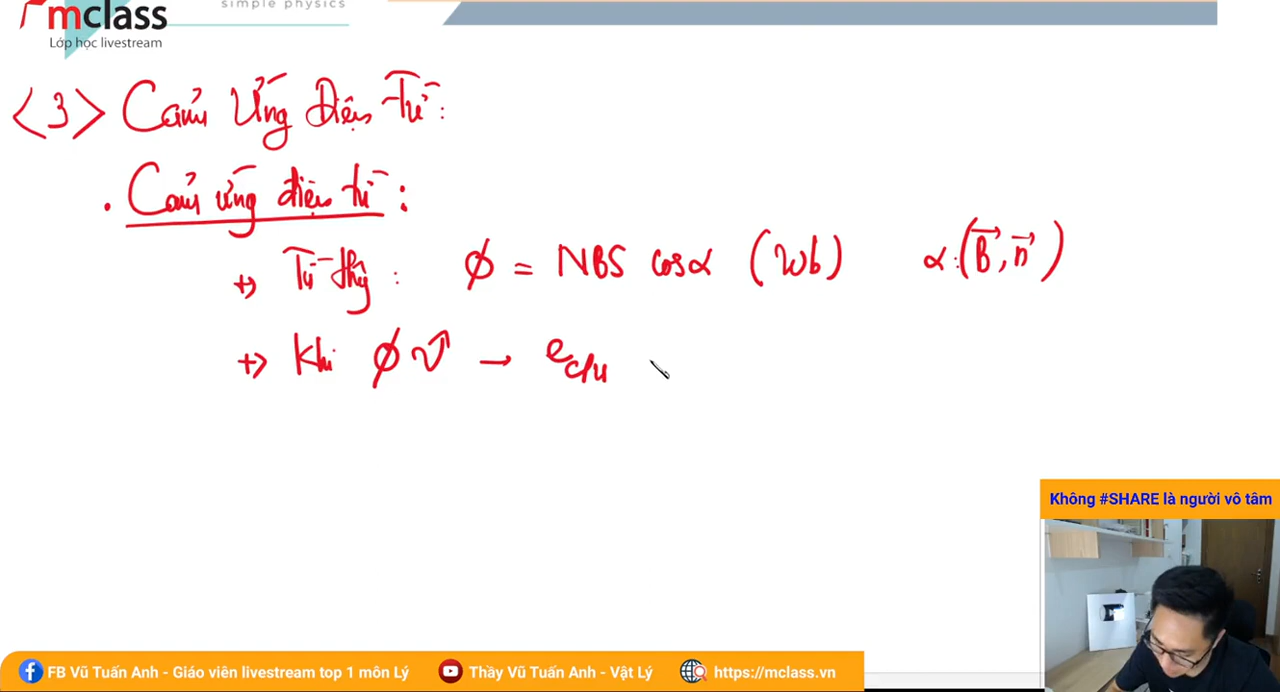 mclass
simple physics
Lớp học livestream
<3> Cảm Ứng Điện Từ:
. Cảm ứng điện từ:
+) Từ thg: ϕ = NBS cosα (Wb) α:(B⃗, n⃗)
+) Khi ϕ → e c/ư
Không #SHARE là người vô tâm
FB Vũ Tuấn Anh - Giáo viên livestream top 1 môn Lý Thầy Vũ Tuấn Anh - Vật Lý https://mclass.vn